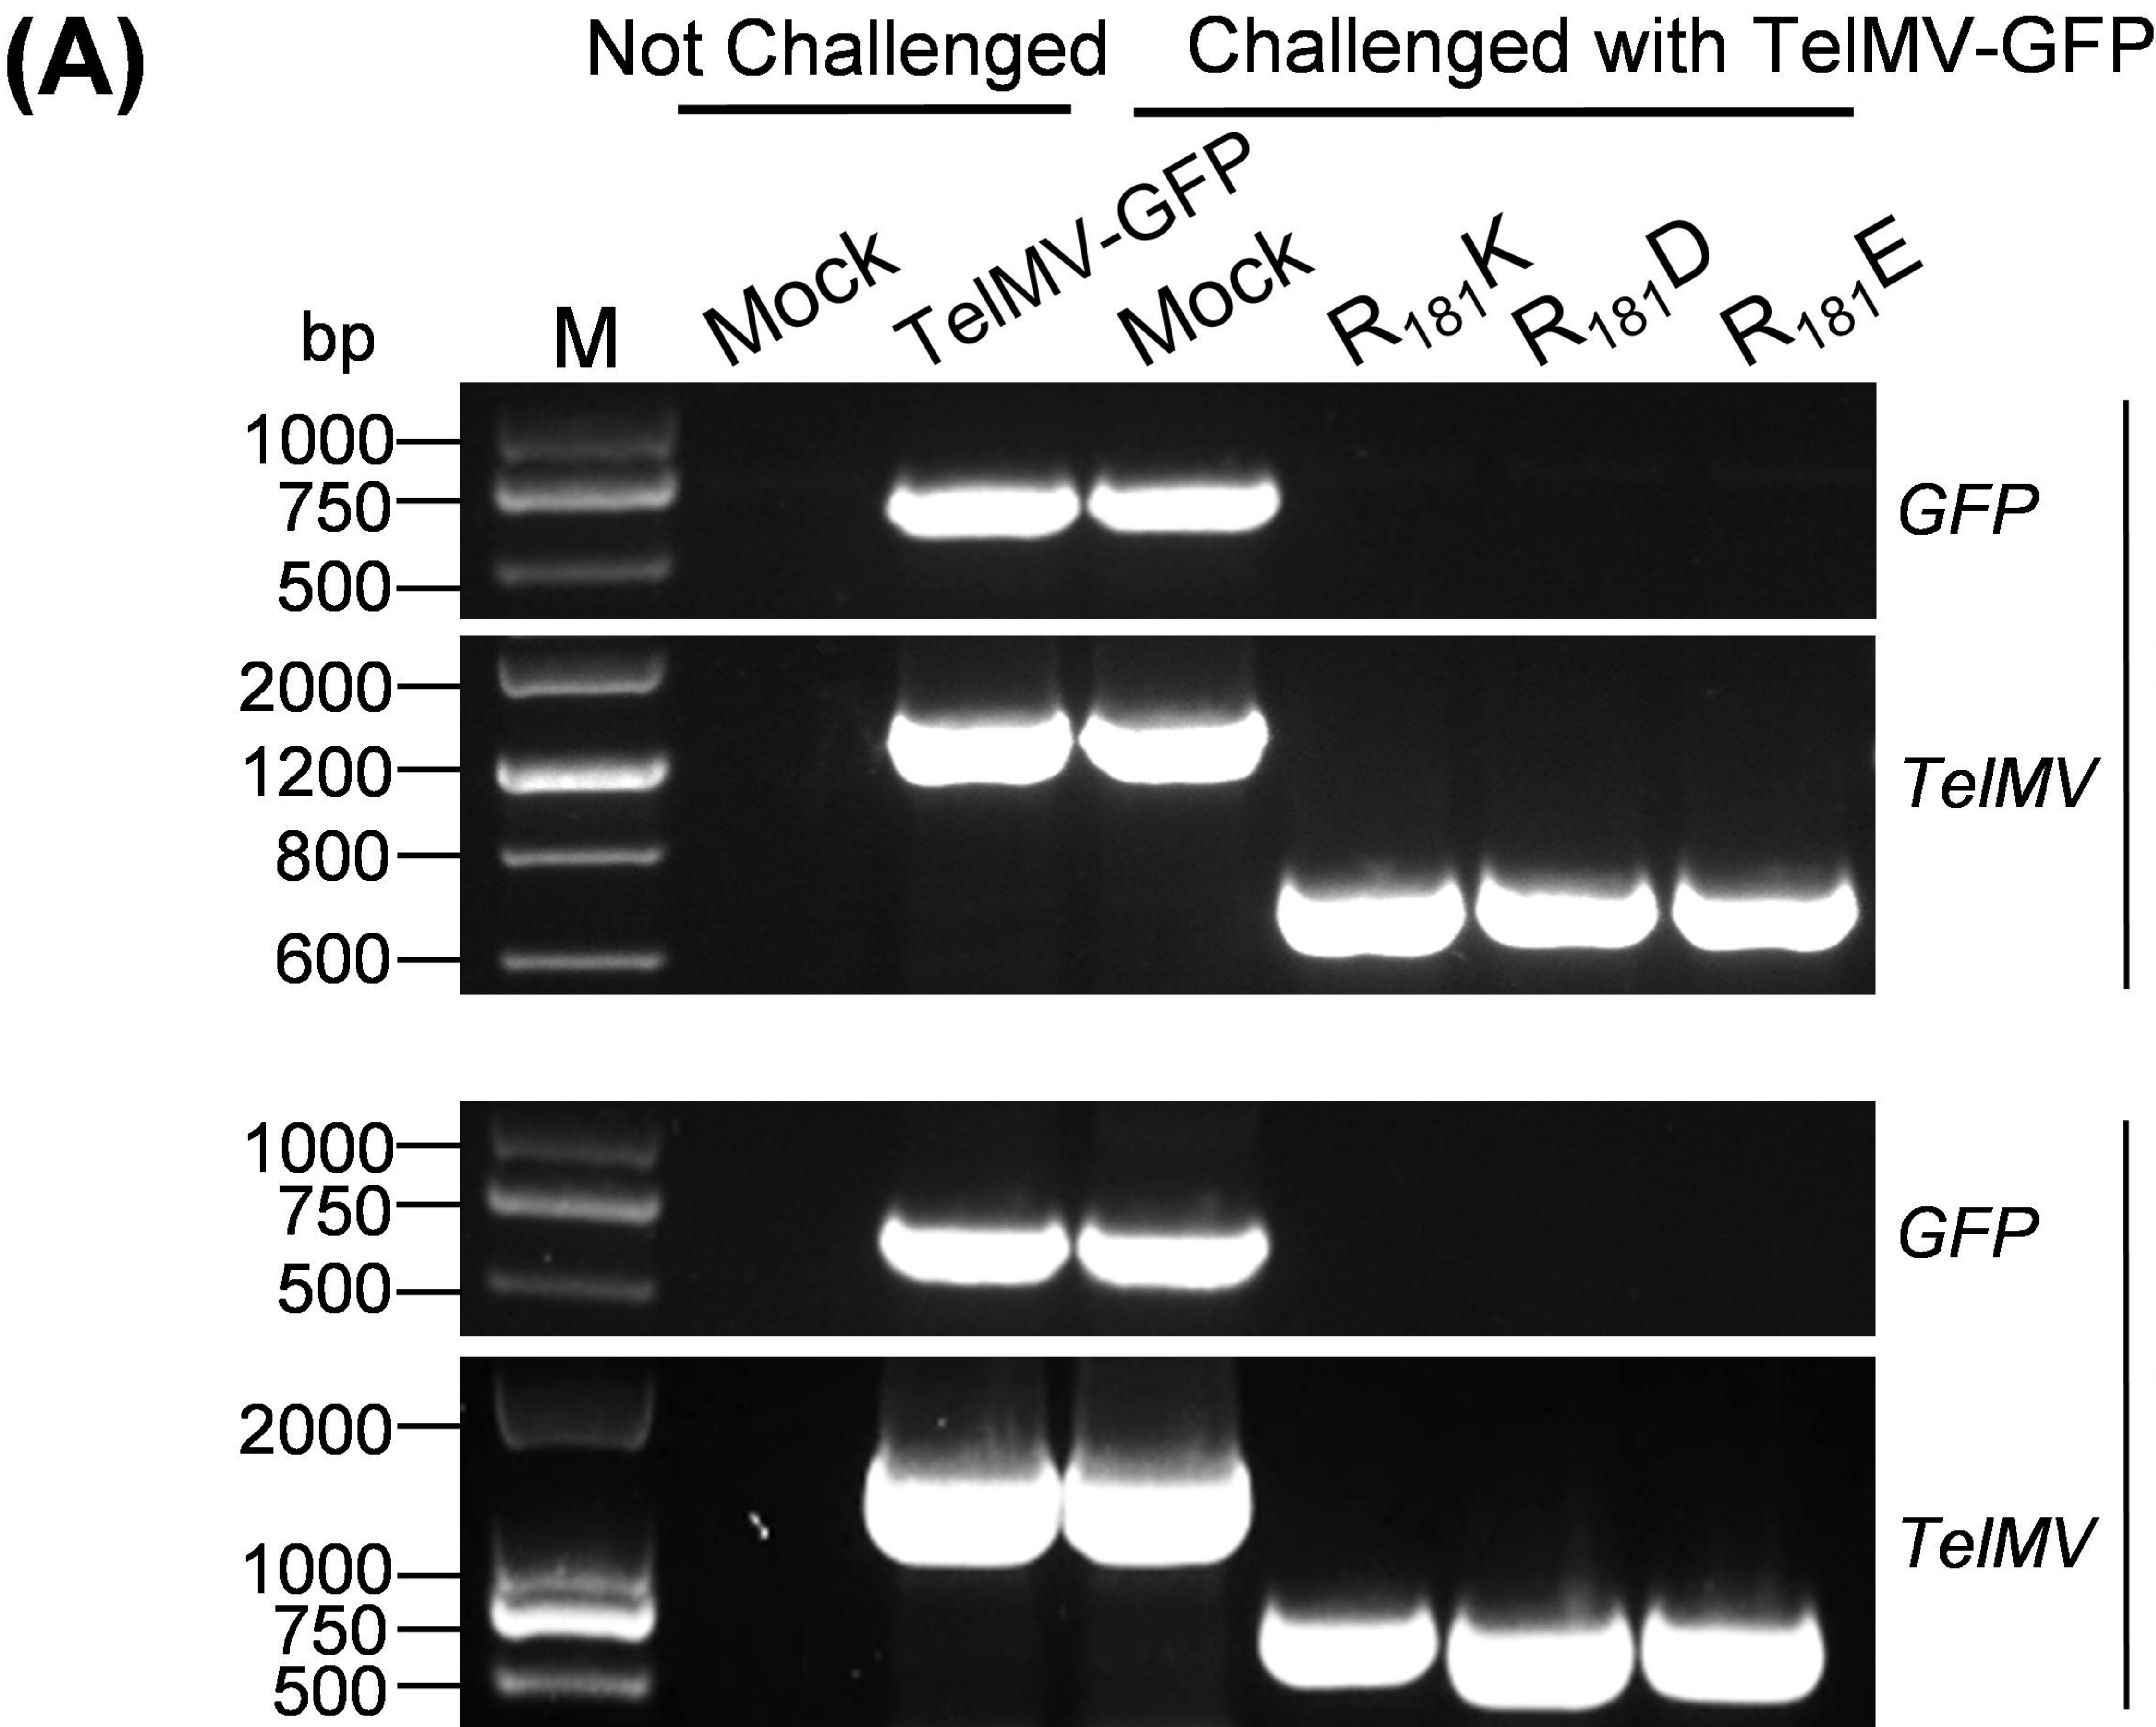 (A)
Not Challenged
Challenged with TelMV-GFP
bp
M
Mock
TelMV-GFP
Mock
R181K
R181D
R181E
1000
750
500
GFP
2000
1200
800
600
TelMV
1000
750
500
GFP
2000
1000
750
500
TelMV